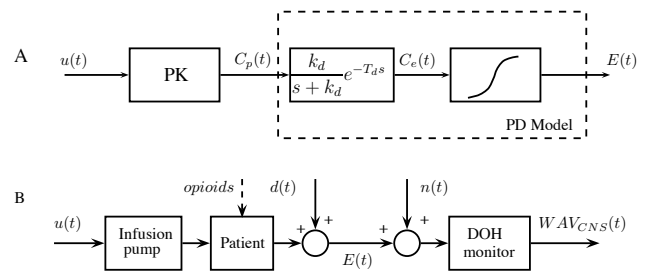 A
u(t)
PK
C_p(t)
k_d
s + k_d
e^{-T_d s}
C_e(t)
E(t)
PD Model
B
opioids
d(t)
n(t)
u(t)
Infusion
pump
Patient
+ +
E(t)
+ +
DOH
monitor
WAV_{CNS}(t)